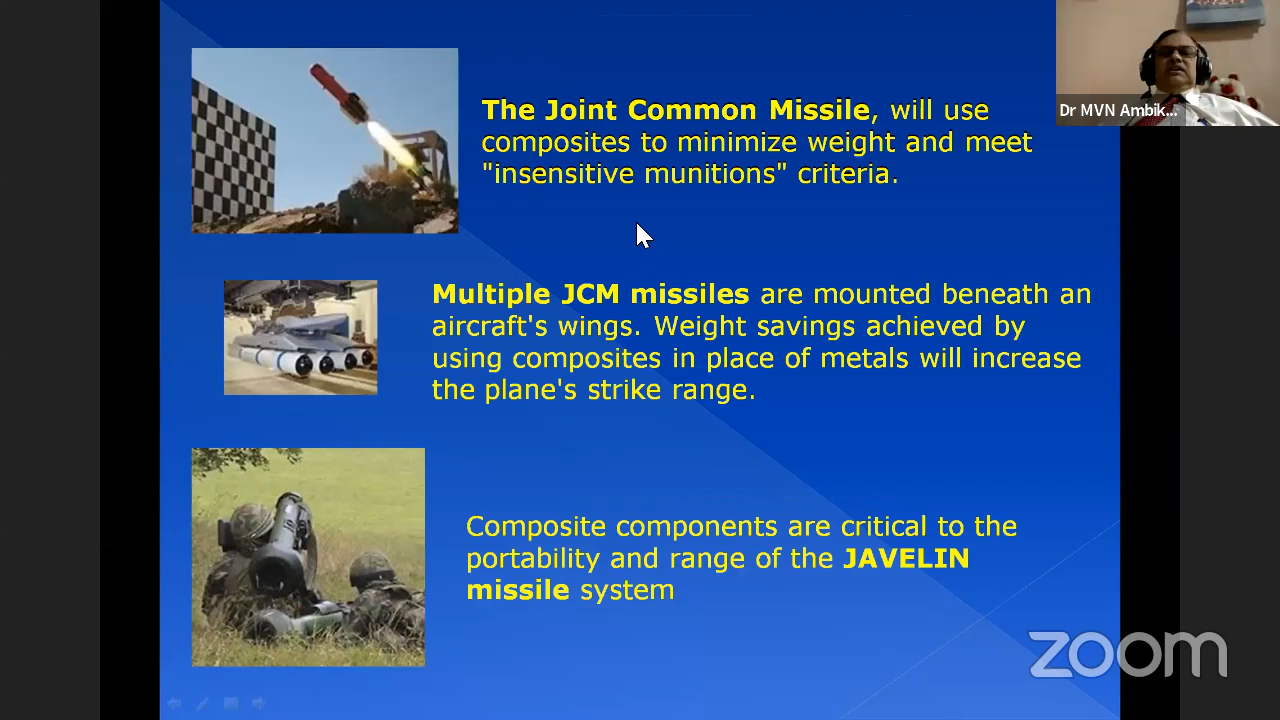 Dr MVN Ambik...
The Joint Common Missile, will use
composites to minimize weight and meet
"insensitive munitions" criteria.
Multiple JCM missiles are mounted beneath an
aircraft's wings. Weight savings achieved by
using composites in place of metals will increase
the plane's strike range.
Composite components are critical to the
portability and range of the JAVELIN
missile system
zoom